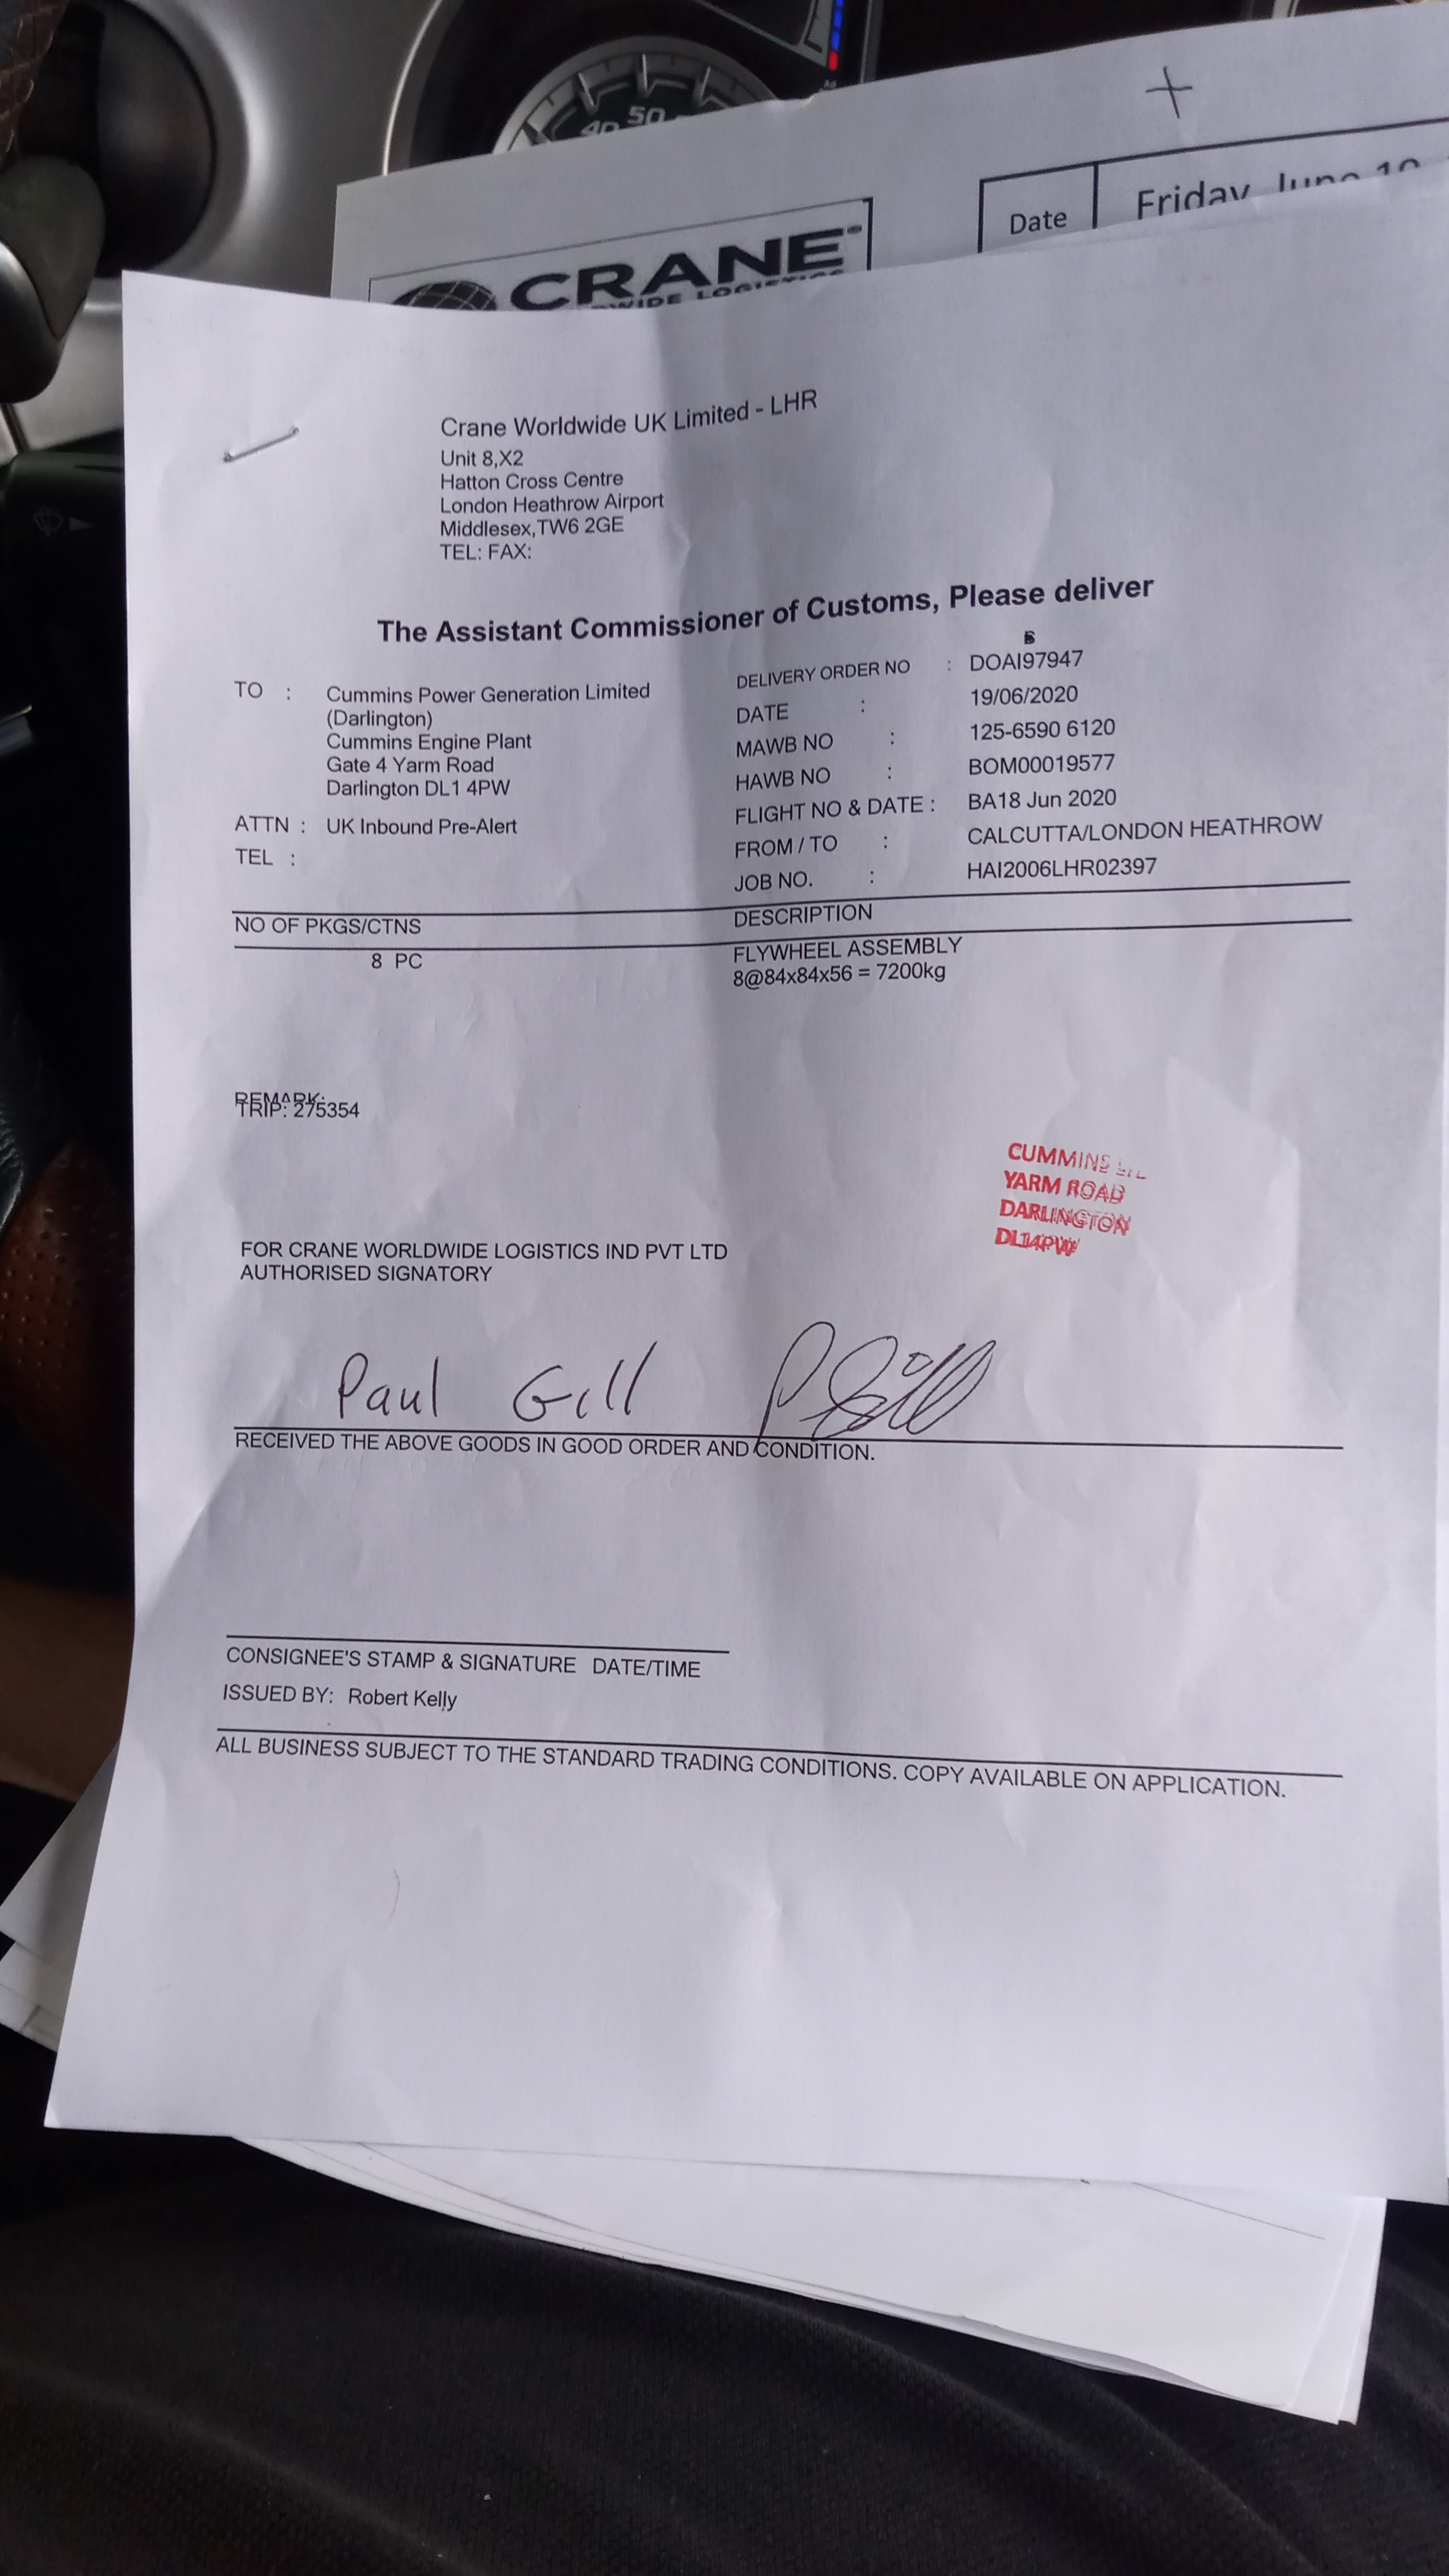 40 50
Date Friday, June 19
CRANE
WORLDWIDE LOGISTICS
Crane Worldwide UK Limited - LHR
Unit 8,X2
Hatton Cross Centre
London Heathrow Airport
Middlesex,TW6 2GE
TEL: FAX:
The Assistant Commissioner of Customs, Please deliver
TO : Cummins Power Generation Limited
(Darlington)
Cummins Engine Plant
Gate 4 Yarm Road
Darlington DL1 4PW
ATTN : UK Inbound Pre-Alert
TEL :
DELIVERY ORDER NO : DOAI97947
DATE : 19/06/2020
MAWB NO : 125-6590 6120
HAWB NO : BOM00019577
FLIGHT NO & DATE : BA18 Jun 2020
FROM / TO : CALCUTTA/LONDON HEATHROW
JOB NO. : HAI2006LHR02397
NO OF PKGS/CTNS DESCRIPTION
8 PC FLYWHEEL ASSEMBLY
8@84x84x56 = 7200kg
REMARK:
TRIP: 275354
CUMMINS
YARM ROAD
DARLINGTON
DL14PW
FOR CRANE WORLDWIDE LOGISTICS IND PVT LTD
AUTHORISED SIGNATORY
Paul Gill PGill
RECEIVED THE ABOVE GOODS IN GOOD ORDER AND CONDITION.
CONSIGNEE'S STAMP & SIGNATURE DATE/TIME
ISSUED BY: Robert Kelly
ALL BUSINESS SUBJECT TO THE STANDARD TRADING CONDITIONS. COPY AVAILABLE ON APPLICATION.